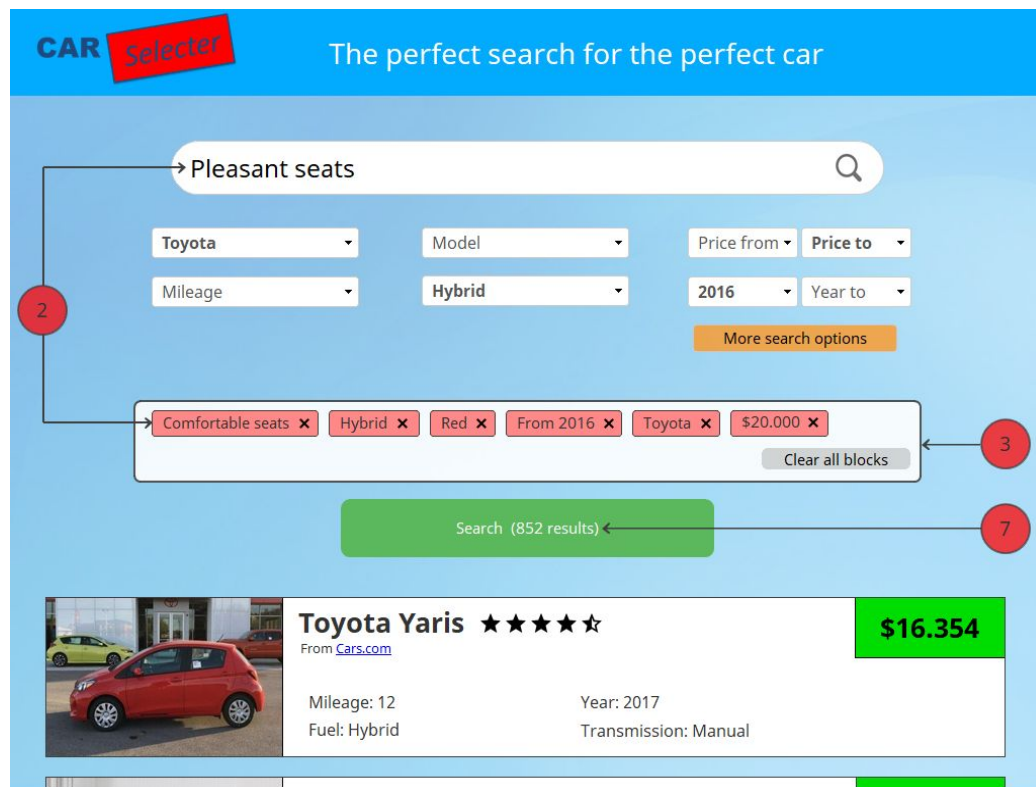 CAR Selecter
The perfect search for the perfect car
Pleasant seats
Toyota Model Price from Price to
Mileage Hybrid 2016 Year to
2
More search options
Comfortable seats × Hybrid × Red × From 2016 × Toyota × $20.000 ×
3
Clear all blocks
Search (852 results)
7
Toyota Yaris
$16.354
From Cars.com
Mileage: 12 Year: 2017
Fuel: Hybrid Transmission: Manual